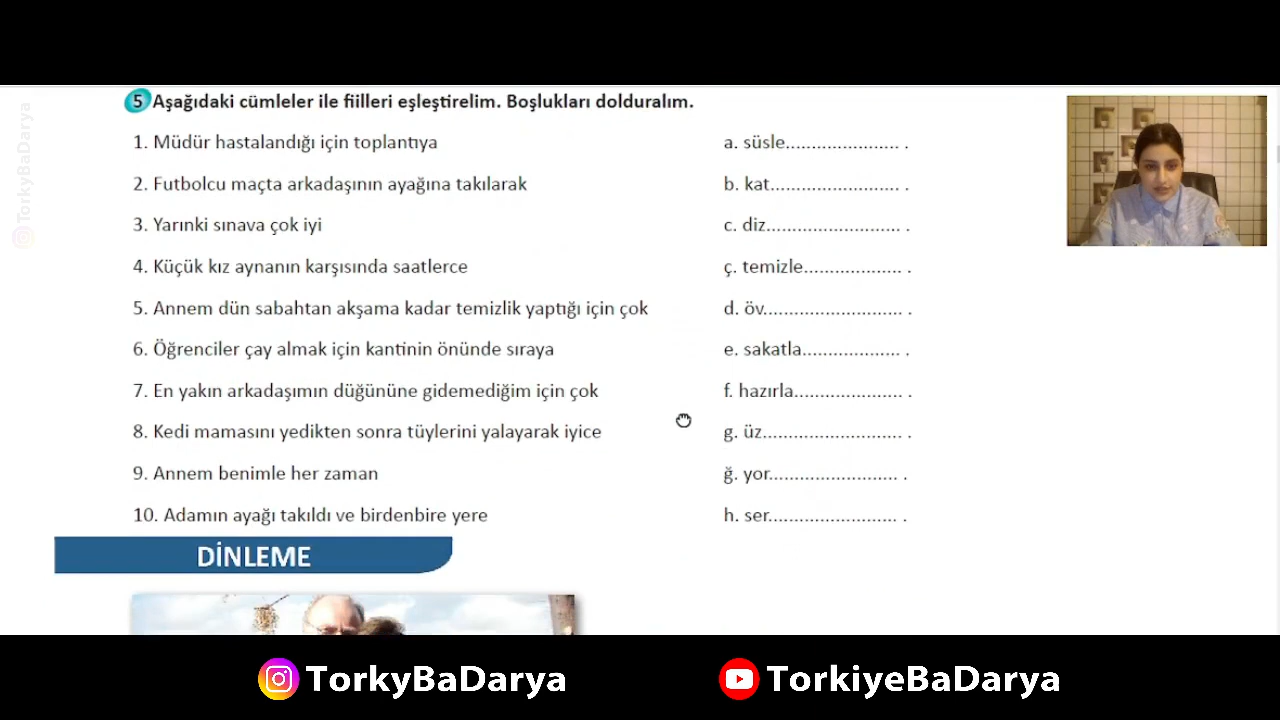 5 Aşağıdaki cümleler ile fiilleri eşleştirelim. Boşlukları dolduralım.
1. Müdür hastalandığı için toplantıya
a. süsle...................... .
2. Futbolcu maçta arkadaşının ayağına takılarak
b. kat......................... .
3. Yarınki sınava çok iyi
c. diz.......................... .
4. Küçük kız aynanın karşısında saatlerce
ç. temizle................... .
5. Annem dün sabahtan akşama kadar temizlik yaptığı için çok
d. öv........................... .
6. Öğrenciler çay almak için kantinin önünde sıraya
e. sakatla................... .
7. En yakın arkadaşımın düğününe gidemediğim için çok
f. hazırla..................... .
8. Kedi mamasını yedikten sonra tüylerini yalayarak iyice
g. üz........................... .
9. Annem benimle her zaman
ğ. yor......................... .
10. Adamın ayağı takıldı ve birdenbire yere
h. ser......................... .
DİNLEME
TorkyBaDarya
TorkyBaDarya
TorkiyeBaDarya